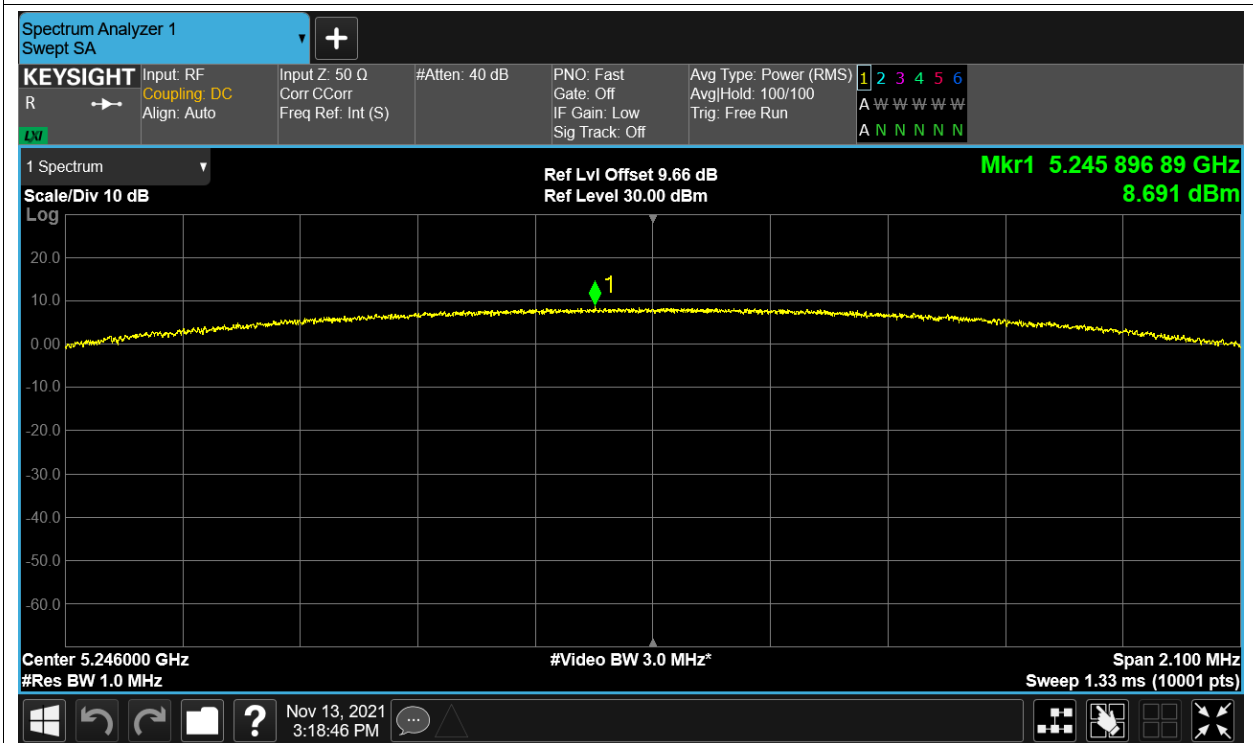 Spectrum Analyzer 1
Swept SA
KEYSIGHT
R
LXI
Input: RF
Coupling: DC
Align: Auto
Input Z: 50 Ω
Corr CCorr
Freq Ref: Int (S)
#Atten: 40 dB
PNO: Fast
Gate: Off
IF Gain: Low
Sig Track: Off
Avg Type: Power (RMS)
Avg|Hold: 100/100
Trig: Free Run
1 2 3 4 5 6
A W W W W W
A N N N N N
1 Spectrum
Scale/Div 10 dB
Log
Ref Lvl Offset 9.66 dB
Ref Level 30.00 dBm
Mkr1 5.245 896 89 GHz
8.691 dBm
1
20.0
10.0
0.00
-10.0
-20.0
-30.0
-40.0
-50.0
-60.0
Center 5.246000 GHz
#Res BW 1.0 MHz
#Video BW 3.0 MHz*
Span 2.100 MHz
Sweep 1.33 ms (10001 pts)
?
Nov 13, 2021
3:18:46 PM